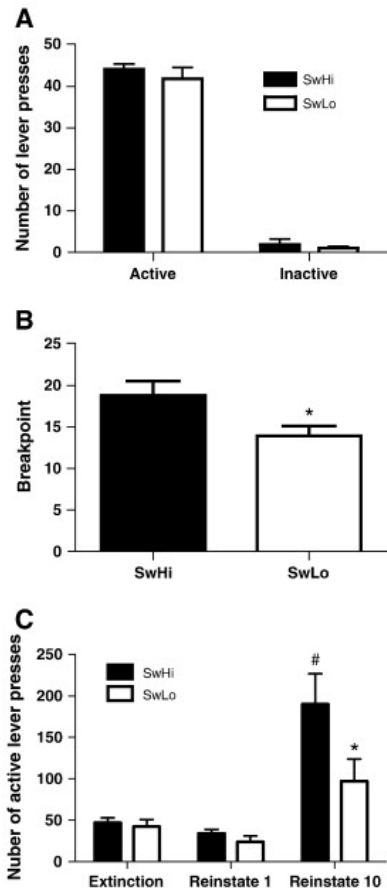 A
Number of lever presses
50
40
30
20
10
0
SwHi
SwLo
Active Inactive
B
Breakpoint
25
20
15
10
5
0
*
SwHi SwLo
C
Nuber of active lever presses
250
200
150
100
50
0
SwHi
SwLo
#
*
Extinction Reinstate 1 Reinstate 10